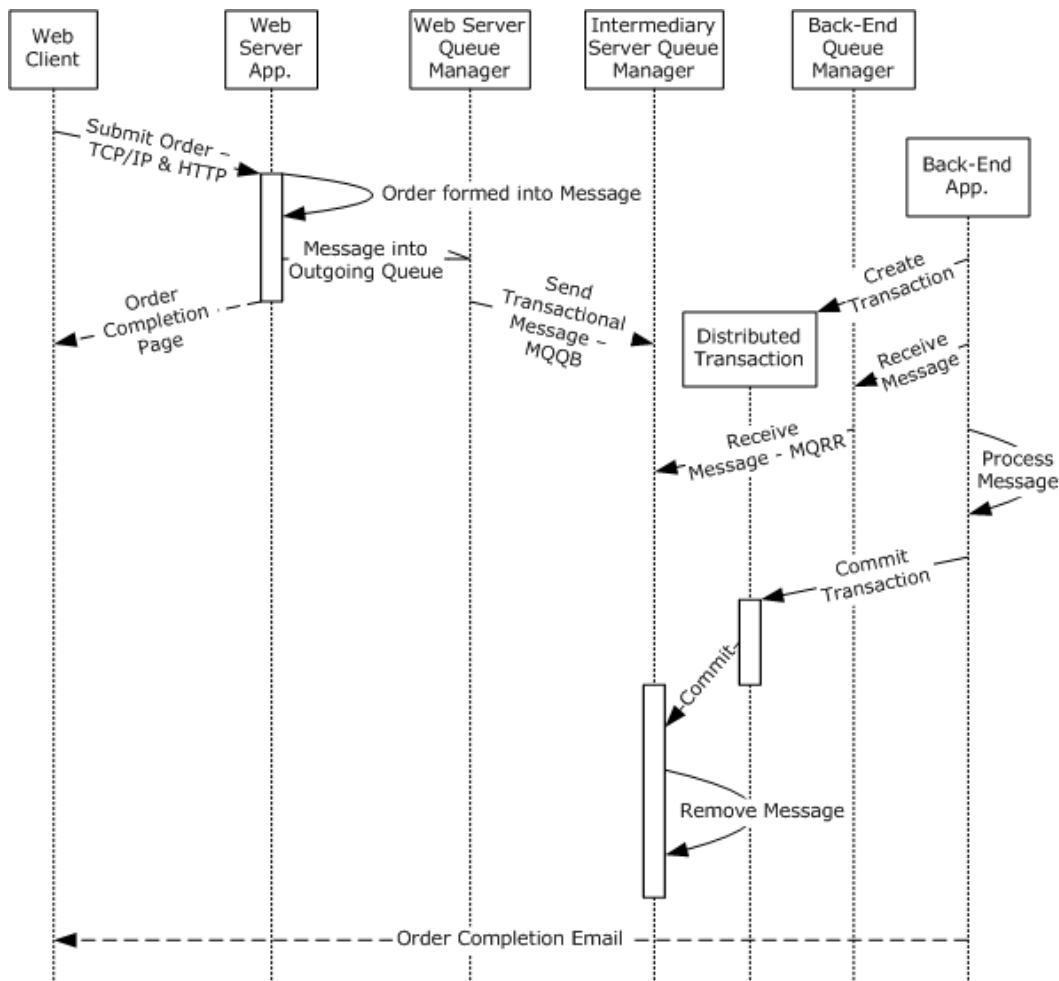 Web
Client
Web
Server
App.
Web Server
Queue
Manager
Intermediary
Server Queue
Manager
Back-End
Queue
Manager
Submit Order –
TCP/IP & HTTP
Back-End
App.
Order formed into Message
Message into
Outgoing Queue
Create
Transaction
Order
Completion
Page
Send
Transactional
Message –
MQQB
Distributed
Transaction
Receive
Message
Receive
Message - MQRR
Process
Message
Commit
Transaction
Commit
Remove Message
Order Completion Email